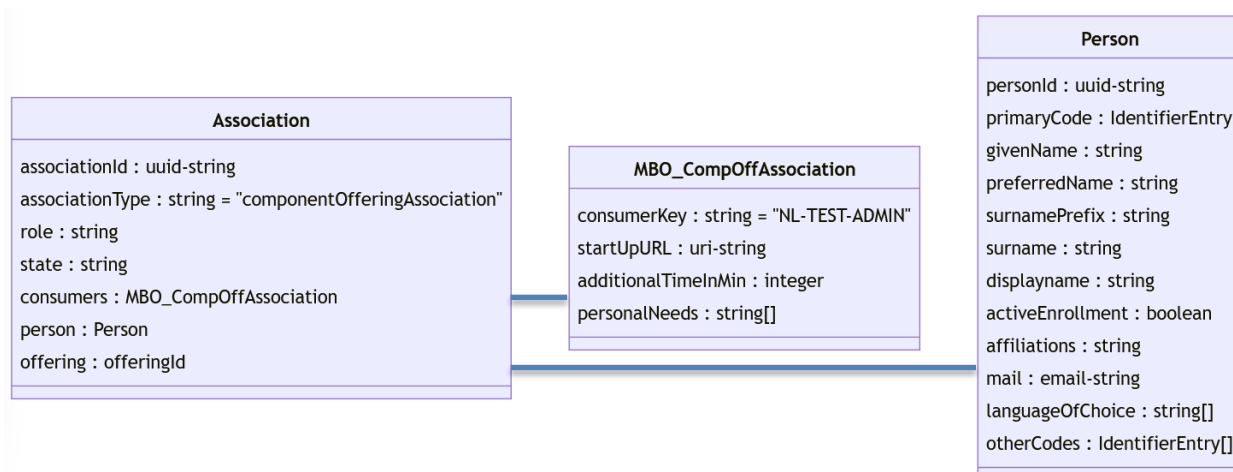 Association
associationId : uuid-string
associationType : string = "componentOfferingAssociation"
role : string
state : string
consumers : MBO_CompOffAssociation
person : Person
offering : offeringId
MBO_CompOffAssociation
consumerKey : string = "NL-TEST-ADMIN"
startUpURL : uri-string
additionalTimeInMin : integer
personalNeeds : string[]
Person
personId : uuid-string
primaryCode : IdentifierEntry
givenName : string
preferredName : string
surnamePrefix : string
surname : string
displayname : string
activeEnrollment : boolean
affiliations : string
mail : email-string
languageOfChoice : string[]
otherCodes : IdentifierEntry[]